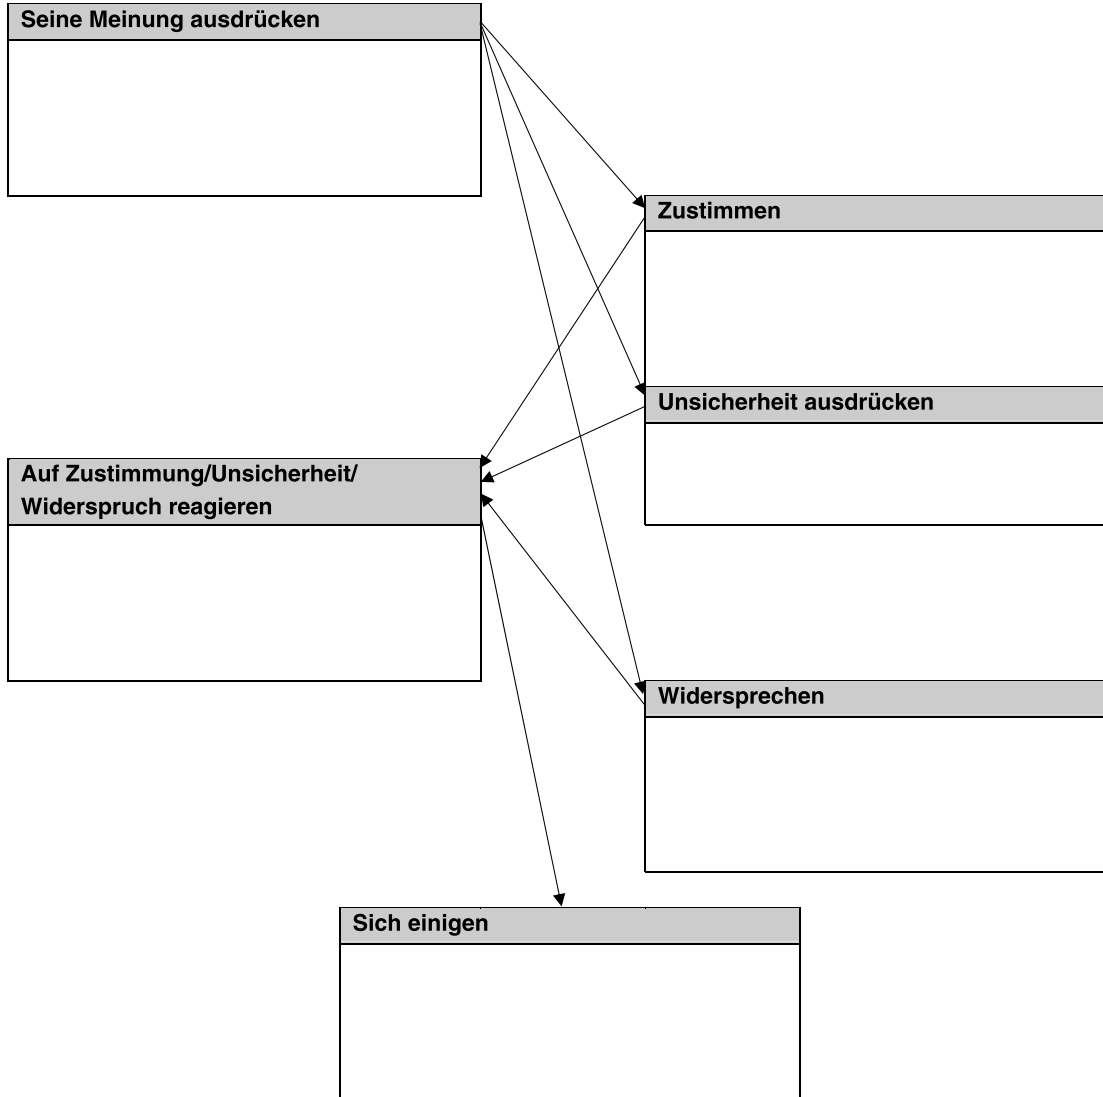 Seine Meinung ausdrücken
Zustimmen
Unsicherheit ausdrücken
Auf Zustimmung/Unsicherheit/
Widerspruch reagieren
Widersprechen
Sich einigen